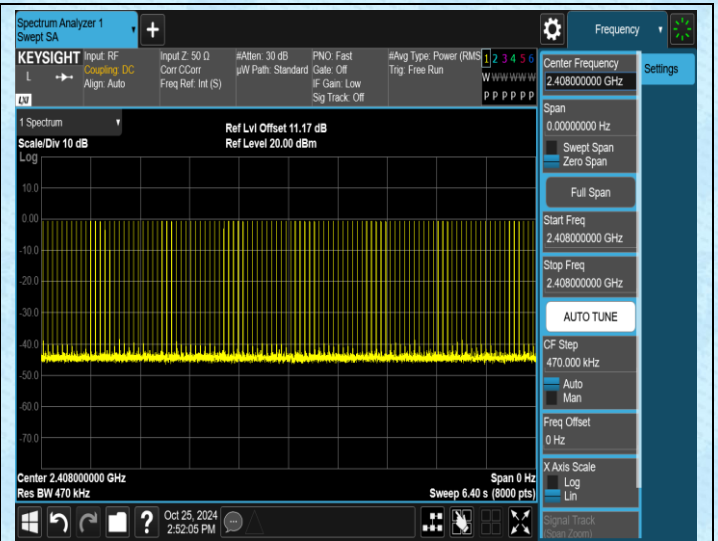 Spectrum Analyzer 1
Swept SA
Frequency
KEYSIGHT
L
LXI
Input: RF
Coupling: DC
Align: Auto
Input Z: 50 Ω
Corr CCorr
Freq Ref: Int (S)
#Atten: 30 dB
µW Path: Standard
PNO: Fast
Gate: Off
IF Gain: Low
Sig Track: Off
#Avg Type: Power (RMS
Trig: Free Run
1 2 3 4 5 6
W W W W W W
P P P P P P
Center Frequency
2.408000000 GHz
Settings
Span
0.00000000 Hz
Swept Span
Zero Span
Full Span
Start Freq
2.408000000 GHz
Stop Freq
2.408000000 GHz
AUTO TUNE
CF Step
470.000 kHz
Auto
Man
Freq Offset
0 Hz
X Axis Scale
Log
Lin
Signal Track
(Span Zoom)
1 Spectrum
Scale/Div 10 dB
Ref Lvl Offset 11.17 dB
Ref Level 20.00 dBm
Log
10.0
0.00
-10.0
-20.0
-30.0
-40.0
-50.0
-60.0
-70.0
Center 2.408000000 GHz
Res BW 470 kHz
Span 0 Hz
Sweep 6.40 s (8000 pts)
?
Oct 25, 2024
2:52:05 PM